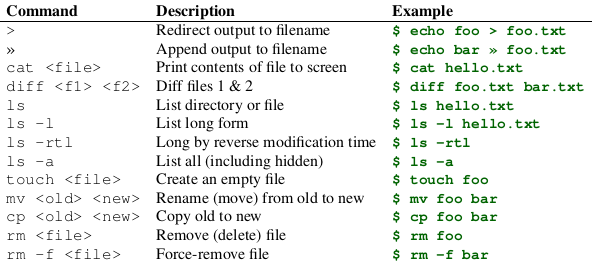 Command Description Example
> Redirect output to filename $ echo foo > foo.txt
» Append output to filename $ echo bar » foo.txt
cat <file> Print contents of file to screen $ cat hello.txt
diff <f1> <f2> Diff files 1 & 2 $ diff foo.txt bar.txt
ls List directory or file $ ls hello.txt
ls -l List long form $ ls -l hello.txt
ls -rtl Long by reverse modification time $ ls -rtl
ls -a List all (including hidden) $ ls -a
touch <file> Create an empty file $ touch foo
mv <old> <new> Rename (move) from old to new $ mv foo bar
cp <old> <new> Copy old to new $ cp foo bar
rm <file> Remove (delete) file $ rm foo
rm -f <file> Force-remove file $ rm -f bar